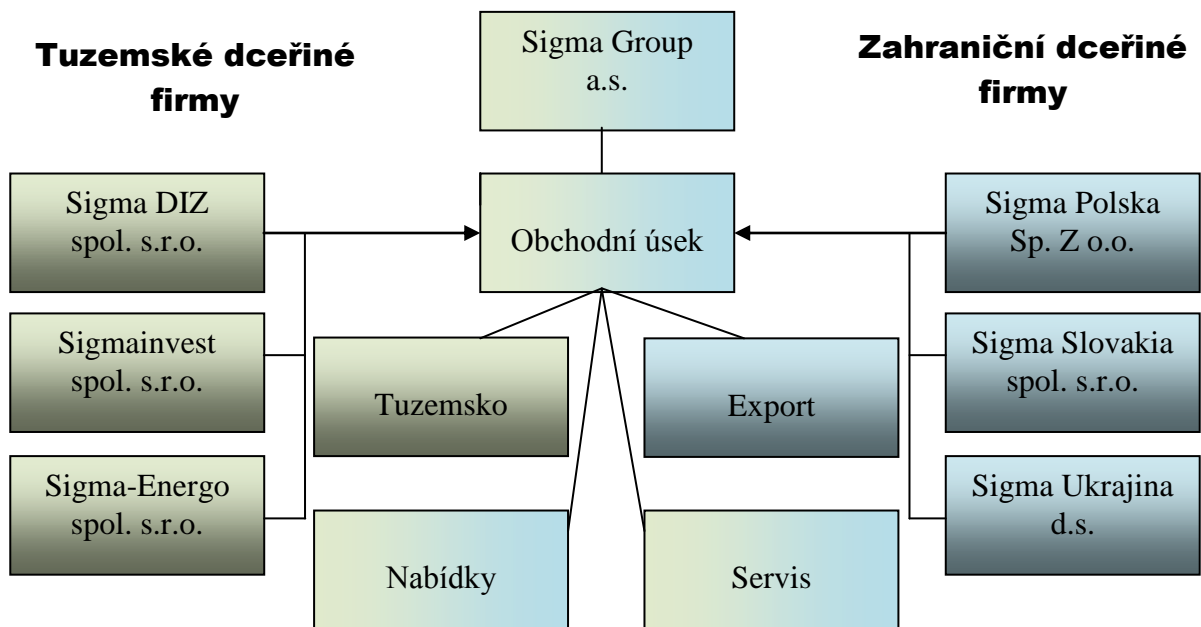 Tuzemské dceřiné
firmy
Sigma Group
a.s.
Zahraniční dceřiné
firmy
Sigma DIZ
spol. s.r.o.
Obchodní úsek
Sigma Polska
Sp. Z o.o.
Sigmainvest
spol. s.r.o.
Tuzemsko
Export
Sigma Slovakia
spol. s.r.o.
Sigma-Energo
spol. s.r.o.
Nabídky
Servis
Sigma Ukrajina
d.s.